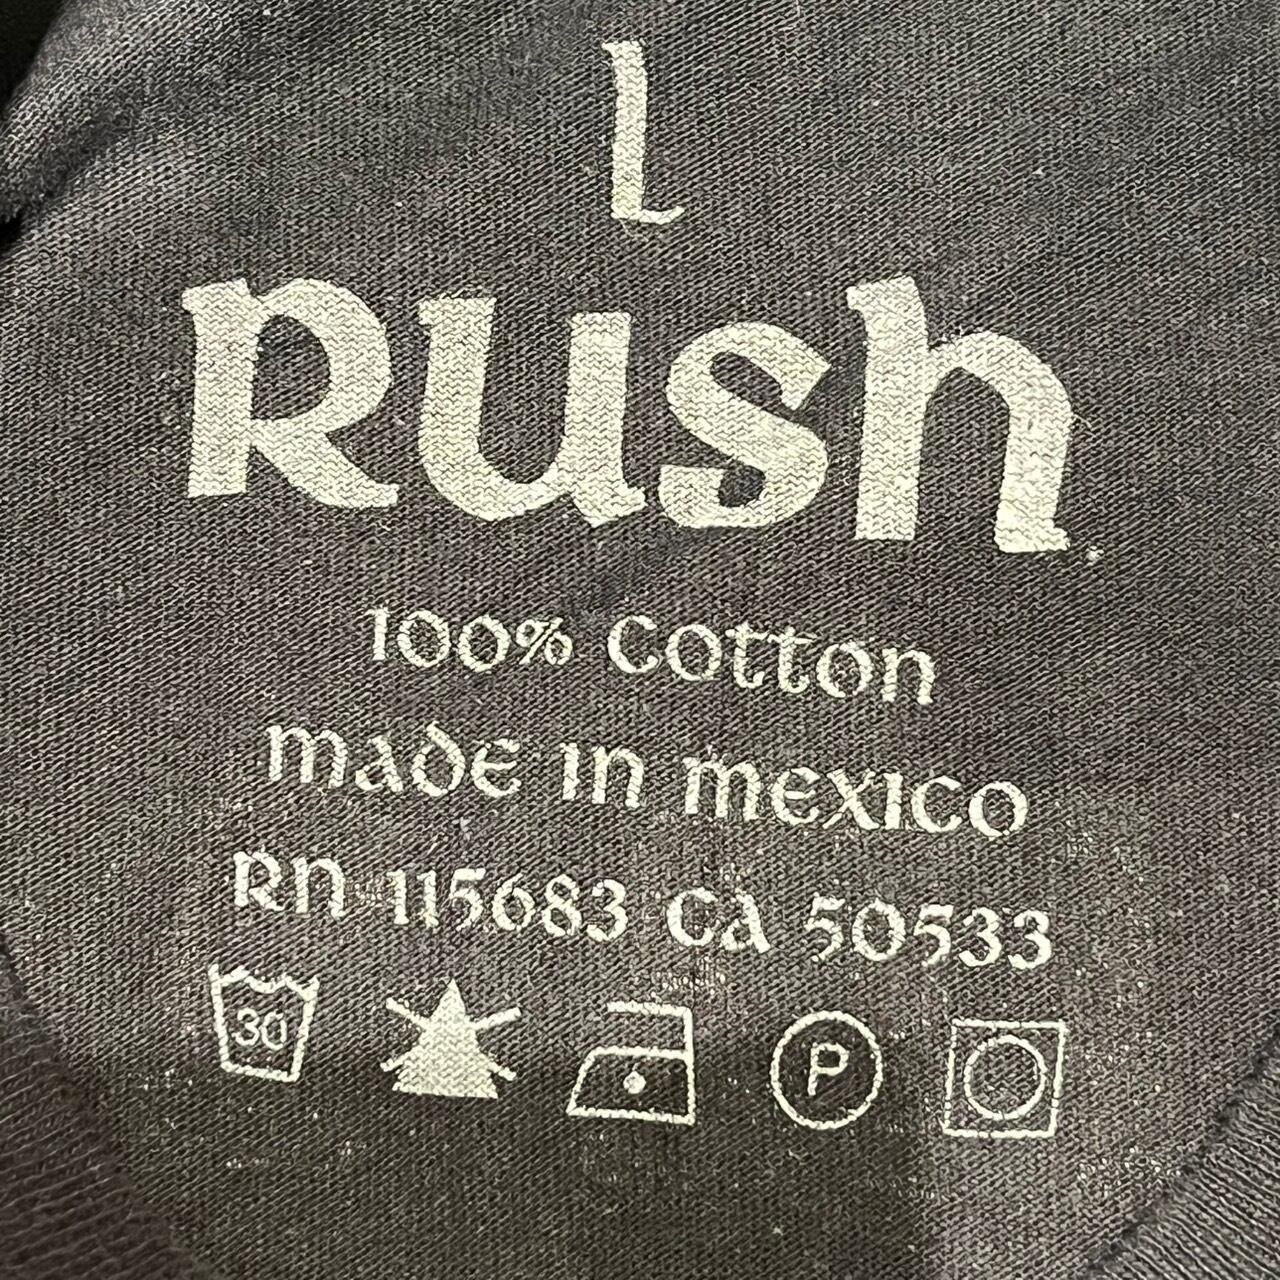 L
Rush
100% cotton
made in mexico
RN 115683 CA 50533
30 P